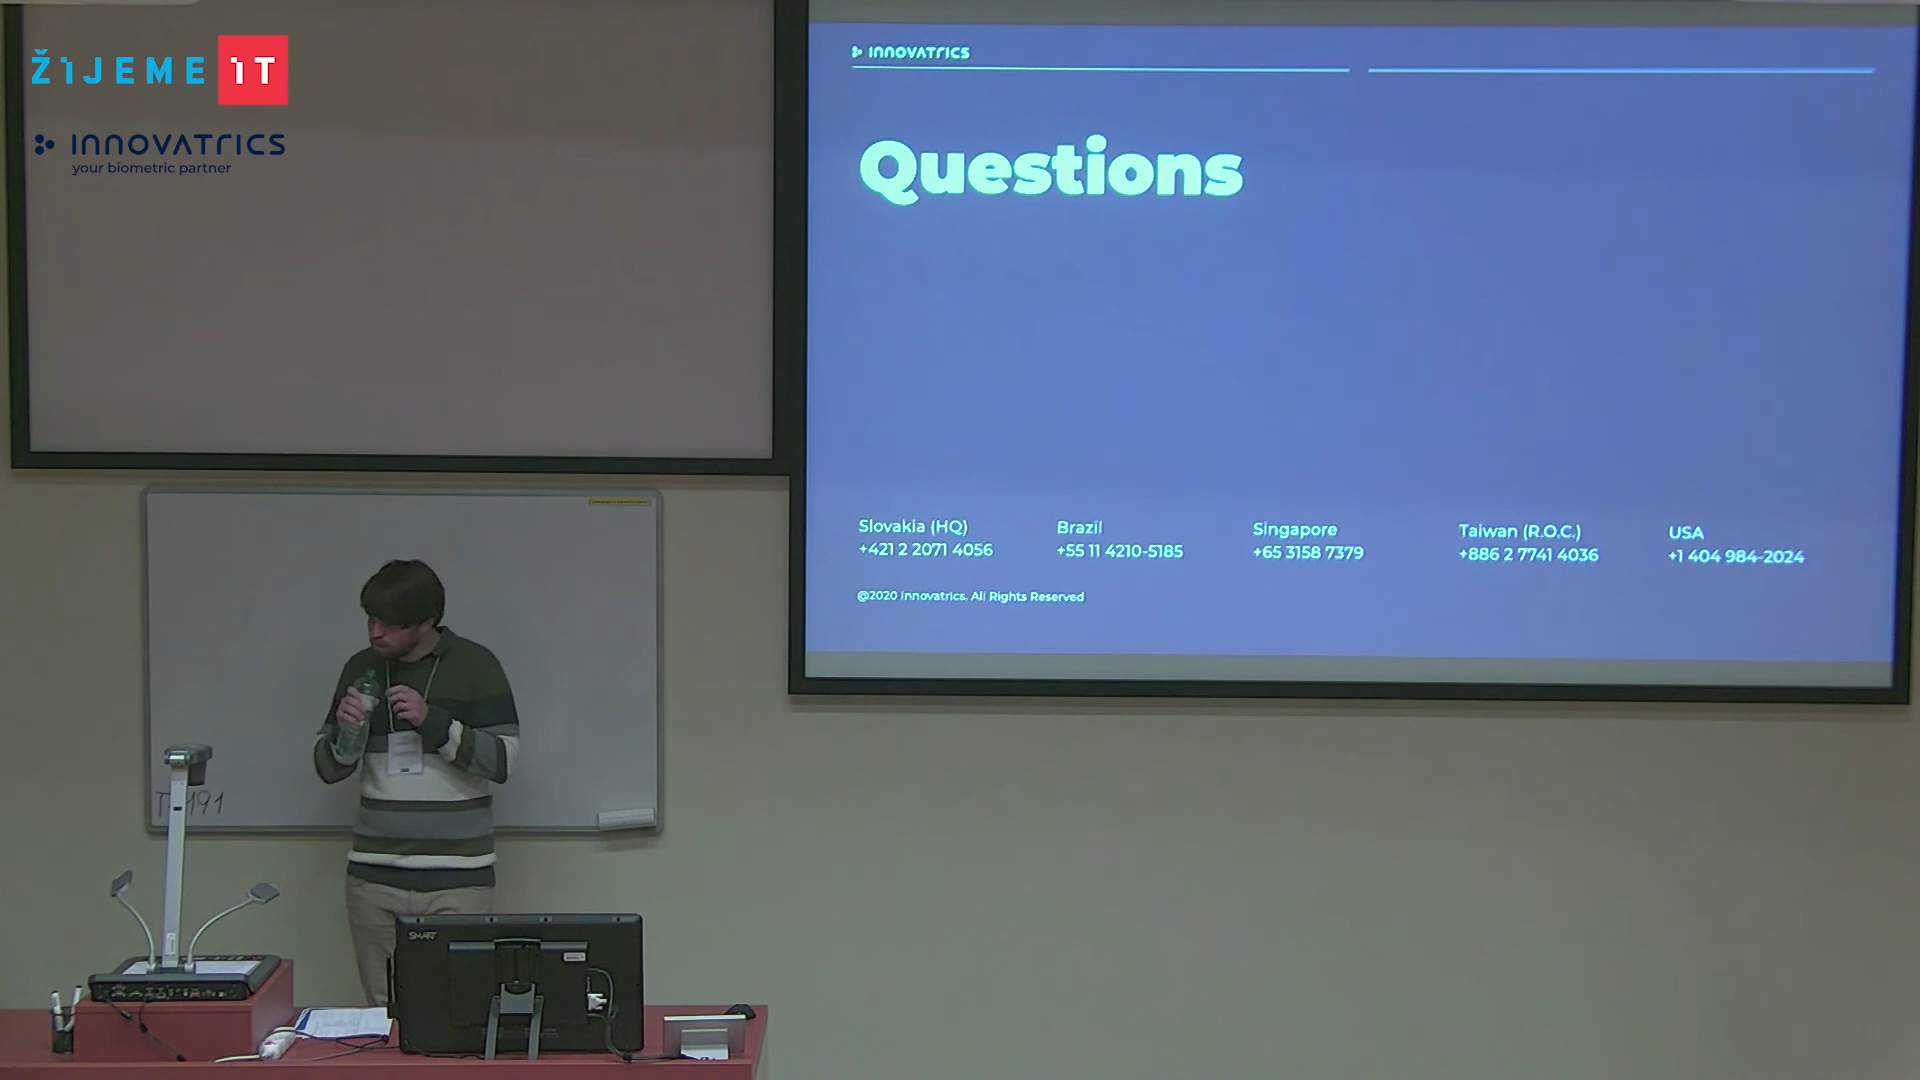 ŽIJEME IT
INNOVATRICS
your biometric partner
INNOVATRICS
Questions
Slovakia (HQ)
+421 2 2071 4056
Brazil
+55 11 4210-5185
Singapore
+65 3158 7379
Taiwan (R.O.C.)
+886 2 7741 4036
USA
+1 404 984-2024
@2020 Innovatrics. All Rights Reserved
191
SMART